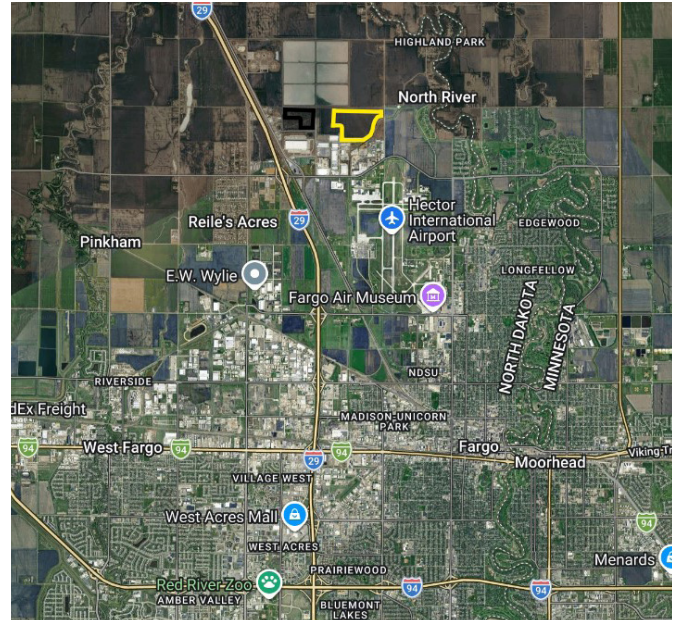 29
HIGHLAND PARK
North River
Hector
International
Airport
Reile's Acres
29
EDGEWOOD
Pinkham
LONGFELLOW
E.W. Wylie
Fargo Air Museum
NORTH DAKOTA
MINNESOTA
NDSU
RIVERSIDE
dEx Freight
MADISON-UNICORN
PARK
94
West Fargo
94
94
Fargo
Viking-Tr
29
Moorhead
VILLAGE WEST
West Acres Mall
94
WEST ACRES
Menards
PRAIRIEWOOD
Red River Zoo
94
94
AMBER VALLEY
BLUEMONT
LAKES